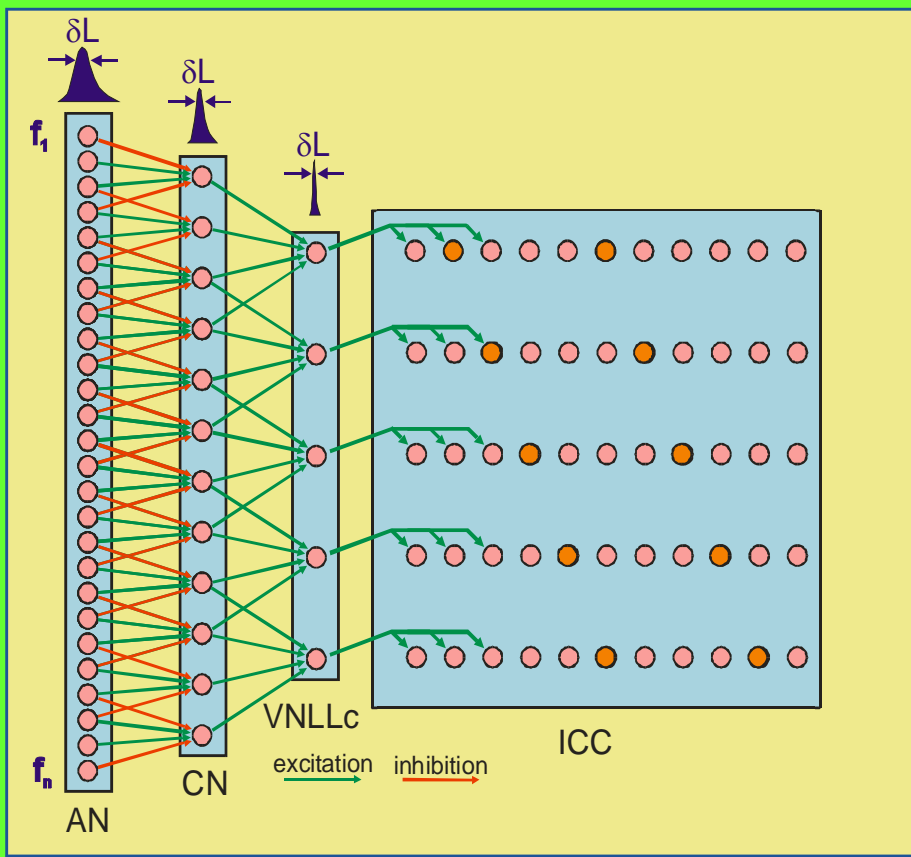 δL
δL
δL
f1
fn
AN
CN
VNLLc
ICC
excitation
inhibition